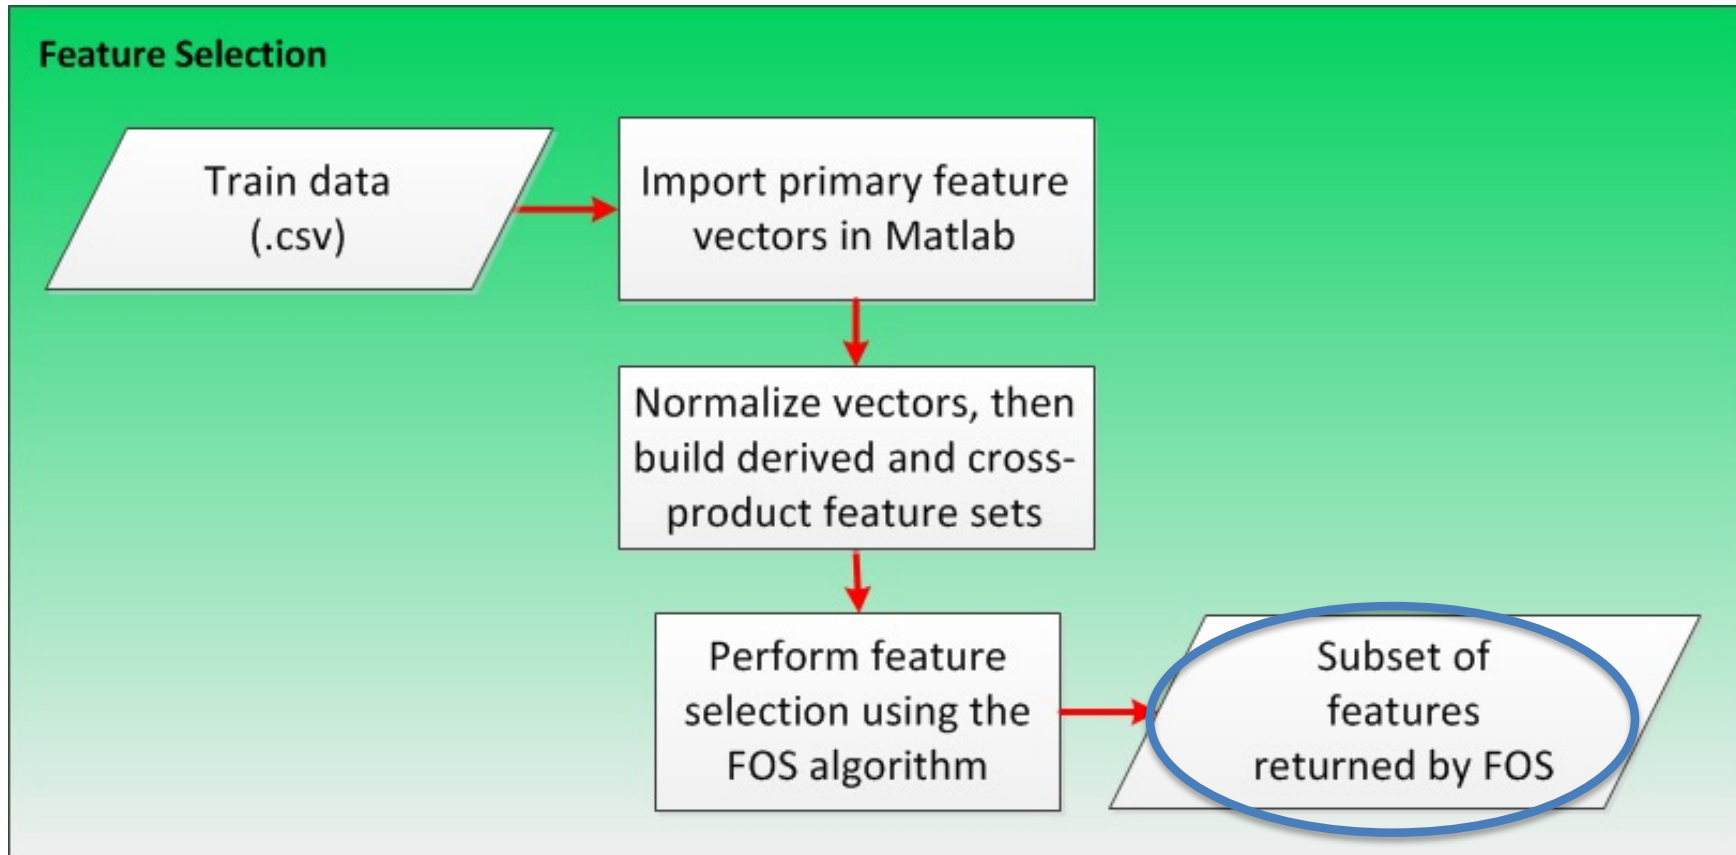 Feature Selection
Train data
(.csv)
Import primary feature
vectors in Matlab
Normalize vectors, then
build derived and cross-
product feature sets
Perform feature
selection using the
FOS algorithm
Subset of
features
returned by FOS